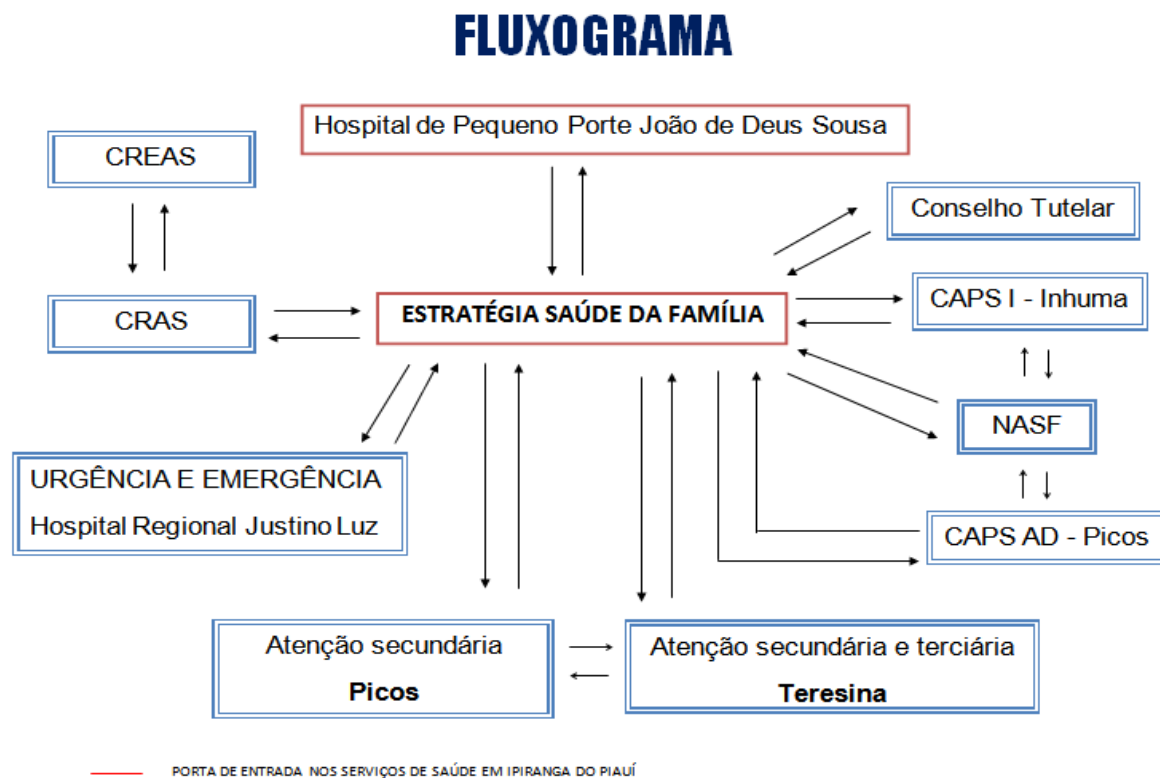 FLUXOGRAMA
Hospital de Pequeno Porte João de Deus Sousa
CREAS
Conselho Tutelar
CAPS I - Inhuma
ESTRATÉGIA SAÚDE DA FAMÍLIA
CRAS
NASF
URGÊNCIA E EMERGÊNCIA
Hospital Regional Justino Luz
CAPS AD - Picos
Atenção secundária
Picos
Atenção secundária e terciária
Teresina
PORTA DE ENTRADA NOS SERVIÇOS DE SAÚDE EM IPIRANGA DO PIAUÍ